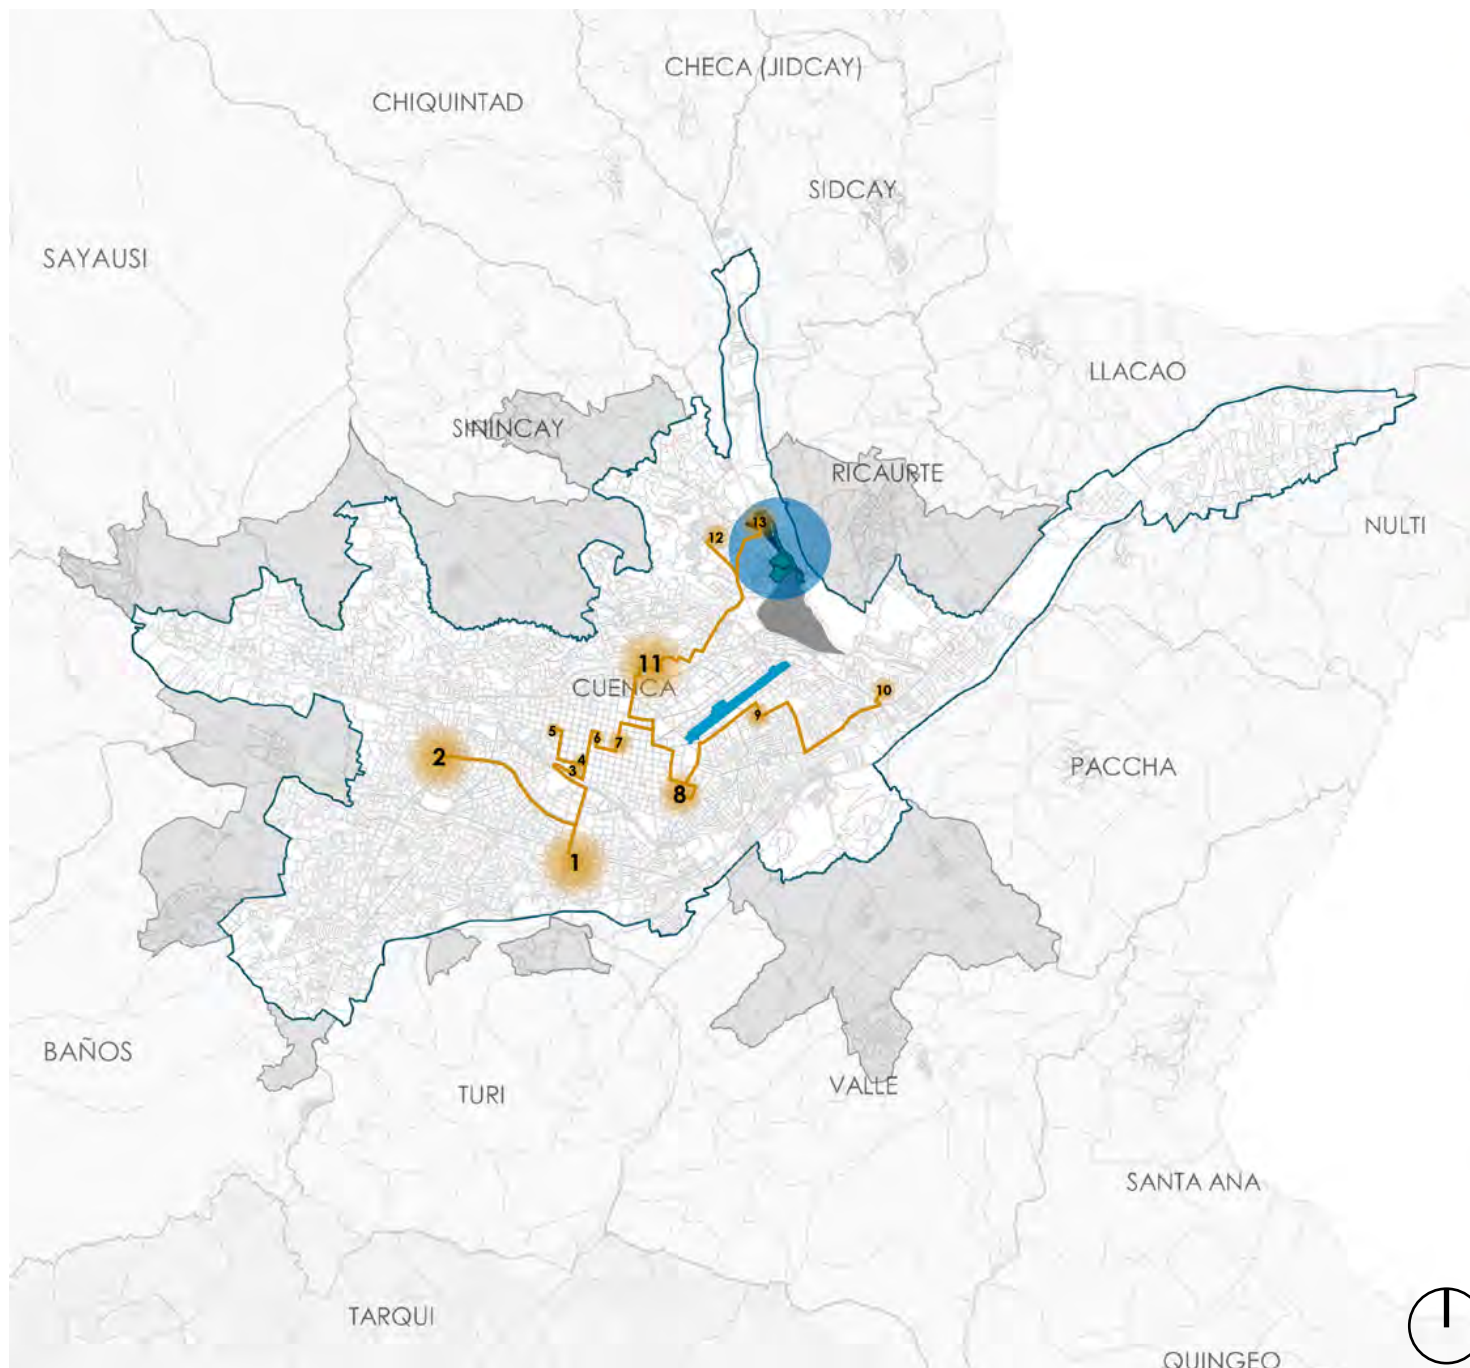 CHECA (JIDCAY)
CHIQUINTAD
SIDCAY
SAYAUSI
LLACAO
SININCAY
RICAURTE
NULTI
13
12
11
CUENCA
10
9
5
6
7
2
4
3
PACCHA
8
1
BAÑOS
TURI
VALLE
SANTA ANA
TARQUI
QUINGEO